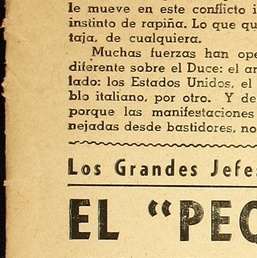 le mueve en este conflicto i
instinto de rapiña. Lo que qu
taja, de cualquiera.
Muchas fuerzas han ope
diferente sobre el Duce: el ar
lado: los Estados Unidos, el
blo italiano, por otro. Y de
porque las manifestaciones
nejadas desde bastidores, no
Los Grandes Jefe
EL "PEC